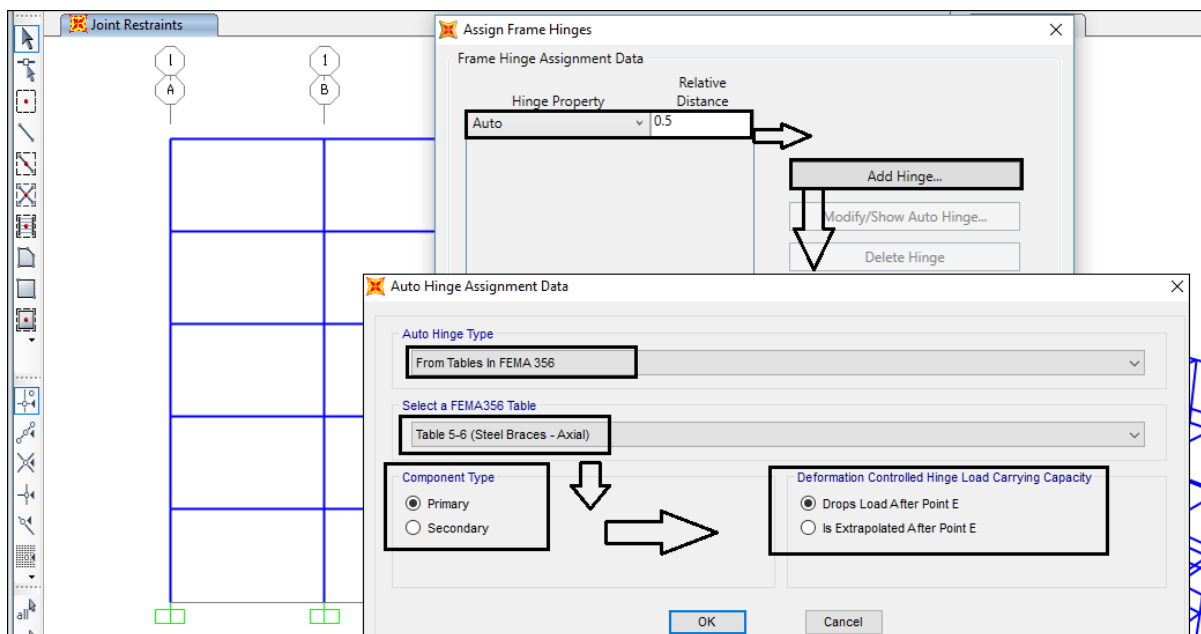 Joint Restraints
Assign Frame Hinges
Frame Hinge Assignment Data
Hinge Property
Relative
Distance
Auto
0.5
Add Hinge...
Modify/Show Auto Hinge...
Delete Hinge
1
A
1
B
Auto Hinge Assignment Data
Auto Hinge Type
From Tables In FEMA 356
Select a FEMA356 Table
Table 5-6 (Steel Braces - Axial)
Component Type
Primary
Secondary
Deformation Controlled Hinge Load Carrying Capacity
Drops Load After Point E
Is Extrapolated After Point E
OK
Cancel
all